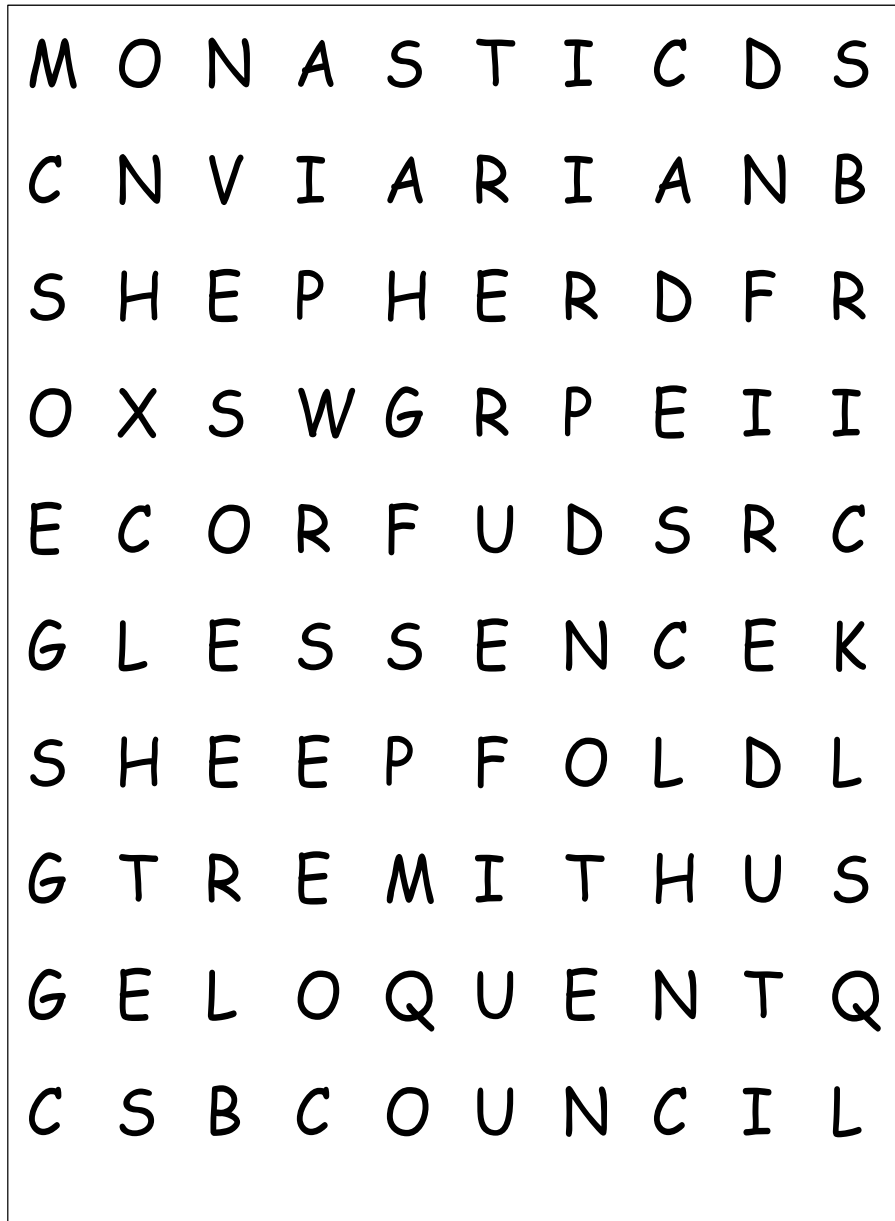 M O N A S T I C D S
C N V I A R I A N B
S H E P H E R D F R
O X S W G R P E I I
E C O R F U D S R C
G L E S S E N C E K
S H E E P F O L D L
G T R E M I T H U S
G E L O Q U E N T Q
C S B C O U N C I L